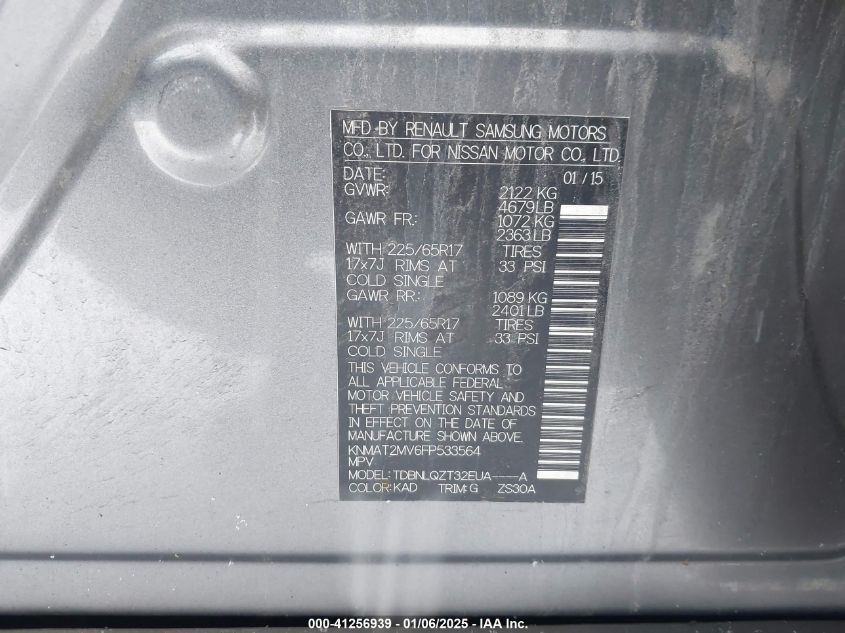 MFD BY RENAULT SAMSUNG MOTORS
CO., LTD. FOR NISSAN MOTOR CO., LTD.
DATE: 01/15
GVWR: 2122 KG
4679LB
GAWR FR.: 1072 KG
2363LB
WITH 225/65R17 TIRES
17x7J RIMS AT 33 PSI
COLD SINGLE
GAWR RR.: 1089 KG
2401LB
WITH 225/65R17 TIRES
17x7J RIMS AT 33 PSI
COLD SINGLE
THIS VEHICLE CONFORMS TO
ALL APPLICABLE FEDERAL
MOTOR VEHICLE SAFETY AND
THEFT PREVENTION STANDARDS
IN EFFECT ON THE DATE OF
MANUFACTURE SHOWN ABOVE.
KNMAT2MV6FP533564
MPV
MODEL: TDBNLQZT32EUA----A
COLOR: KAD TRIM: G ZS30A
000-41256939 - 01/06/2025 - IAA Inc.